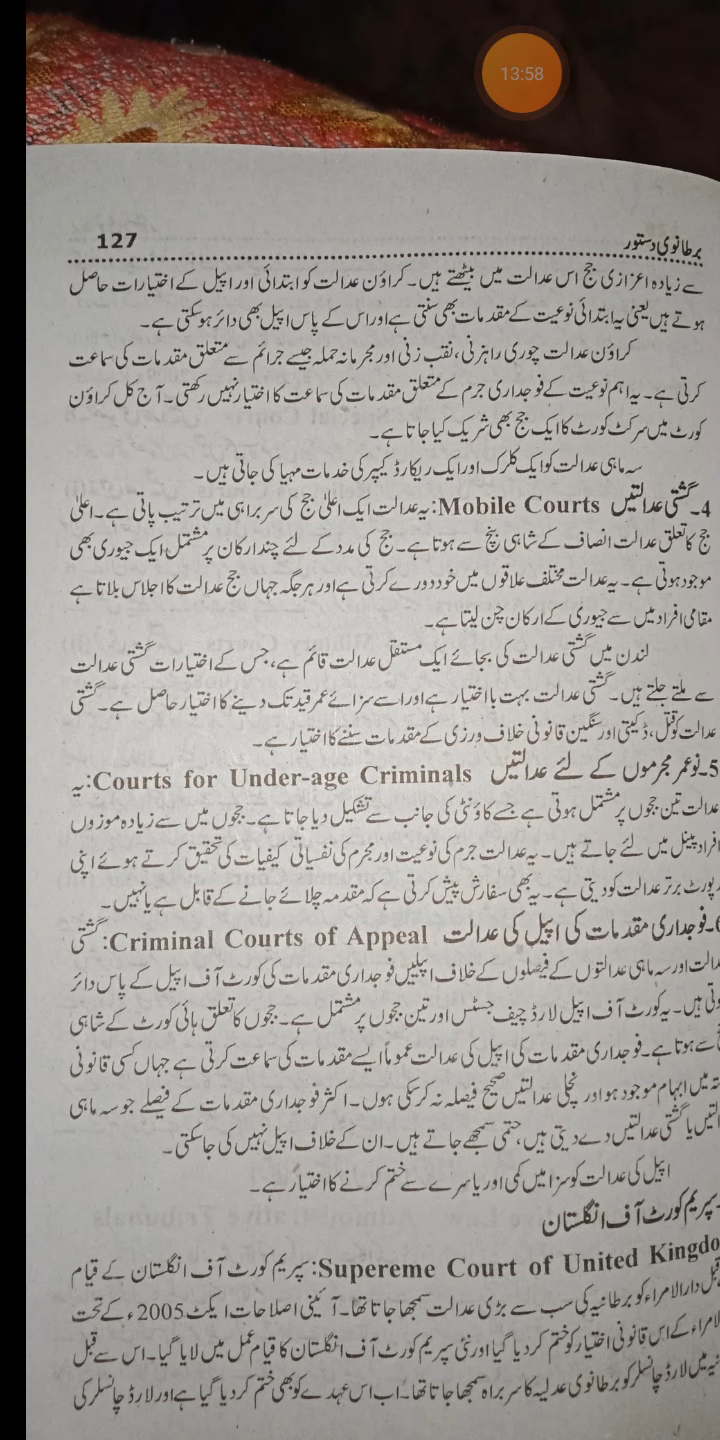 13:58
برطانوی دستور 127
سے زیادہ اعزازی جج اس عدالت میں بیٹھتے ہیں۔ کراؤن عدالت کو ابتدائی اور اپیل کے اختیارات حاصل
ہوتے ہیں یعنی یہ ابتدائی نوعیت کے مقدمات بھی سنتی ہے اور اس کے پاس اپیل بھی دائر ہو سکتی ہے۔
کراؤن عدالت چوری راہزنی، نقب زنی اور مجرمانہ حملہ جیسے جرائم سے متعلق مقدمات کی سماعت
کرتی ہے۔ یہ اہم نوعیت کے فوجداری جرم کے متعلق مقدمات کی سماعت کا اختیار نہیں رکھتی۔ آج کل کراؤن
کورٹ میں سرکٹ کورٹ کا ایک جج بھی شریک کیا جاتا ہے۔
سہ ماہی عدالت کو ایک کلرک اور ایک ریکارڈ کیپر کی خدمات مہیا کی جاتی ہیں۔
4۔ گشتی عدالتیں Mobile Courts: یہ عدالت ایک اعلیٰ جج کی سربراہی میں ترتیب پاتی ہے۔ اعلیٰ
جج کا تعلق عدالت انصاف کے شاہی بنچ سے ہوتا ہے۔ جج کی مدد کے لئے چند ارکان پر مشتمل ایک جیوری بھی
موجود ہوتی ہے۔ یہ عدالت مختلف علاقوں میں خود دورے کرتی ہے اور ہر جگہ جہاں جج عدالت کا اجلاس بلاتا ہے
مقامی افراد میں سے جیوری کے ارکان چن لیتا ہے۔
لندن میں گشتی عدالت کی بجائے ایک مستقل عدالت قائم ہے، جس کے اختیارات گشتی عدالت
سے ملتے جلتے ہیں۔ گشتی عدالت بہت بااختیار ہے اور اسے سزائے عمر قید تک دینے کا اختیار حاصل ہے۔ گشتی
عدالت کو قتل، ڈکیتی اور سنگین قانونی خلاف ورزی کے مقدمات سننے کا اختیار ہے۔
5۔ نوعمر مجرموں کے لئے عدالتیں Courts for Under-age Criminals: یہ
عدالت تین ججوں پر مشتمل ہوتی ہے جسے کاؤنٹی کی جانب سے تشکیل دیا جاتا ہے۔ ججوں میں سے زیادہ موزوں
افراد پینل میں لئے جاتے ہیں۔ یہ عدالت جرم کی نوعیت اور مجرم کی نفسیاتی کیفیات کی تحقیق کرتے ہوئے اپنی
رپورٹ برتر عدالت کو دیتی ہے۔ یہ بھی سفارش پیش کرتی ہے کہ مقدمہ چلائے جانے کے قابل ہے یا نہیں۔
6۔ فوجداری مقدمات کی اپیل کی عدالت Criminal Courts of Appeal: گشتی
دالت اور سہ ماہی عدالتوں کے فیصلوں کے خلاف اپیلیں فوجداری مقدمات کی کورٹ آف اپیل کے پاس دائر
وتی ہیں۔ یہ کورٹ آف اپیل لارڈ چیف جسٹس اور تین ججوں پر مشتمل ہے۔ ججوں کا تعلق ہائی کورٹ کے شاہی
سے ہوتا ہے۔ فوجداری مقدمات کی اپیل کی عدالت عموماً ایسے مقدمات کی سماعت کرتی ہے جہاں کسی قانونی
تہ میں ابہام موجود ہو اور نچلی عدالتیں صحیح فیصلہ نہ کر سکی ہوں۔ اکثر فوجداری مقدمات کے فیصلے جو سہ ماہی
التیں یا گشتی عدالتیں دے دیتی ہیں، حتمی سمجھے جاتے ہیں۔ ان کے خلاف اپیل نہیں کی جا سکتی۔
اپیل کی عدالت کو سزا میں کمی اور یا سرے سے ختم کرنے کا اختیار ہے۔
سپریم کورٹ آف انگلستان
Supereme Court of United Kingdo: سپریم کورٹ آف انگلستان کے قیام
قبل دارالامراء کو برطانیہ کی سب سے بڑی عدالت سمجھا جاتا تھا۔ آئینی اصلاحات ایکٹ 2005ء کے تحت
لامراء کے اس قانونی اختیار کو ختم کر دیا گیا اور نئی سپریم کورٹ آف انگلستان کا قیام عمل میں لایا گیا۔ اس سے قبل
نیہ میں لارڈ چانسلر کو برطانوی عدلیہ کا سربراہ سمجھا جاتا تھا۔ اب اس عہدے کو بھی ختم کر دیا گیا ہے اور لارڈ چانسلر کی